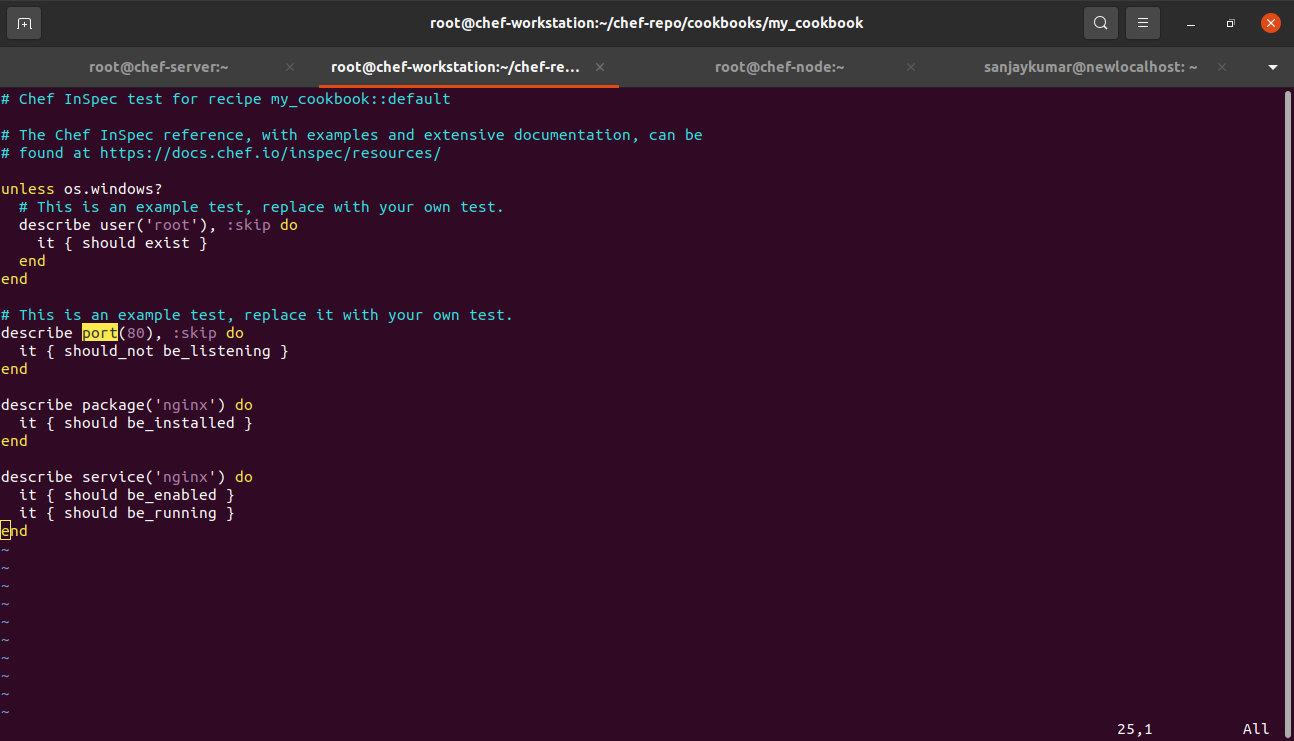 root@chef-workstation:~/chef-repo/cookbooks/my_cookbook
root@chef-server:~ root@chef-workstation:~/chef-re... root@chef-node:~ sanjaykumar@newlocalhost: ~
# Chef InSpec test for recipe my_cookbook::default

# The Chef InSpec reference, with examples and extensive documentation, can be
# found at https://docs.chef.io/inspec/resources/

unless os.windows?
  # This is an example test, replace with your own test.
  describe user('root'), :skip do
    it { should exist }
  end
end

# This is an example test, replace it with your own test.
describe port(80), :skip do
  it { should_not be_listening }
end

describe package('nginx') do
  it { should be_installed }
end

describe service('nginx') do
  it { should be_enabled }
  it { should be_running }
end
~
~
~
~
~
~
~
~
~
~
25,1 All